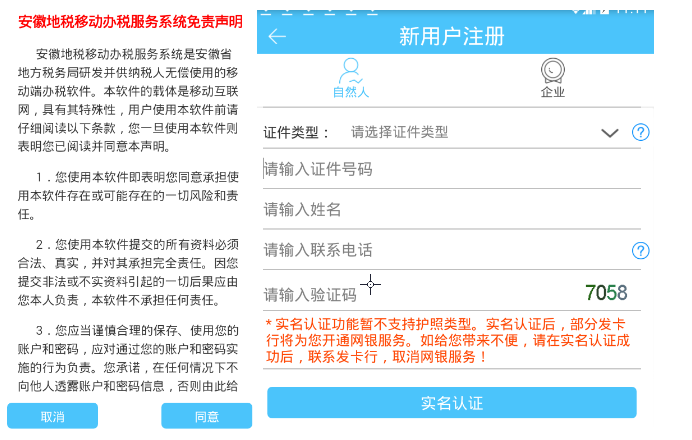 安徽地税移动办税服务系统免责声明
安徽地税移动办税服务系统是安徽省
地方税务局研发并供纳税人无偿使用的移
动端办税软件。本软件的载体是移动互联
网，具有其特殊性，用户使用本软件前请
仔细阅读以下条款，您一旦使用本软件则
表明您已阅读并同意本声明。
1．您使用本软件即表明您同意承担使
用本软件存在或可能存在的一切风险和责
任。
2．您使用本软件提交的所有资料必须
合法、真实，并对其承担完全责任。因您
提交非法或不实资料引起的一切后果应由
您本人负责，本软件不承担任何责任。
3．您应当谨慎合理的保存、使用您的
账户和密码，应对通过您的账户和密码实
施的行为负责。您承诺，在任何情况下不
向他人透露账户和密码信息，否则由此给
取消
同意
新用户注册
自然人
企业
证件类型： 请选择证件类型
请输入证件号码
请输入姓名
请输入联系电话
请输入验证码 7058
* 实名认证功能暂不支持护照类型。实名认证后，部分发卡
行将为您开通网银服务。如给您带来不便，请在实名认证成
功后，联系发卡行，取消网银服务！
实名认证